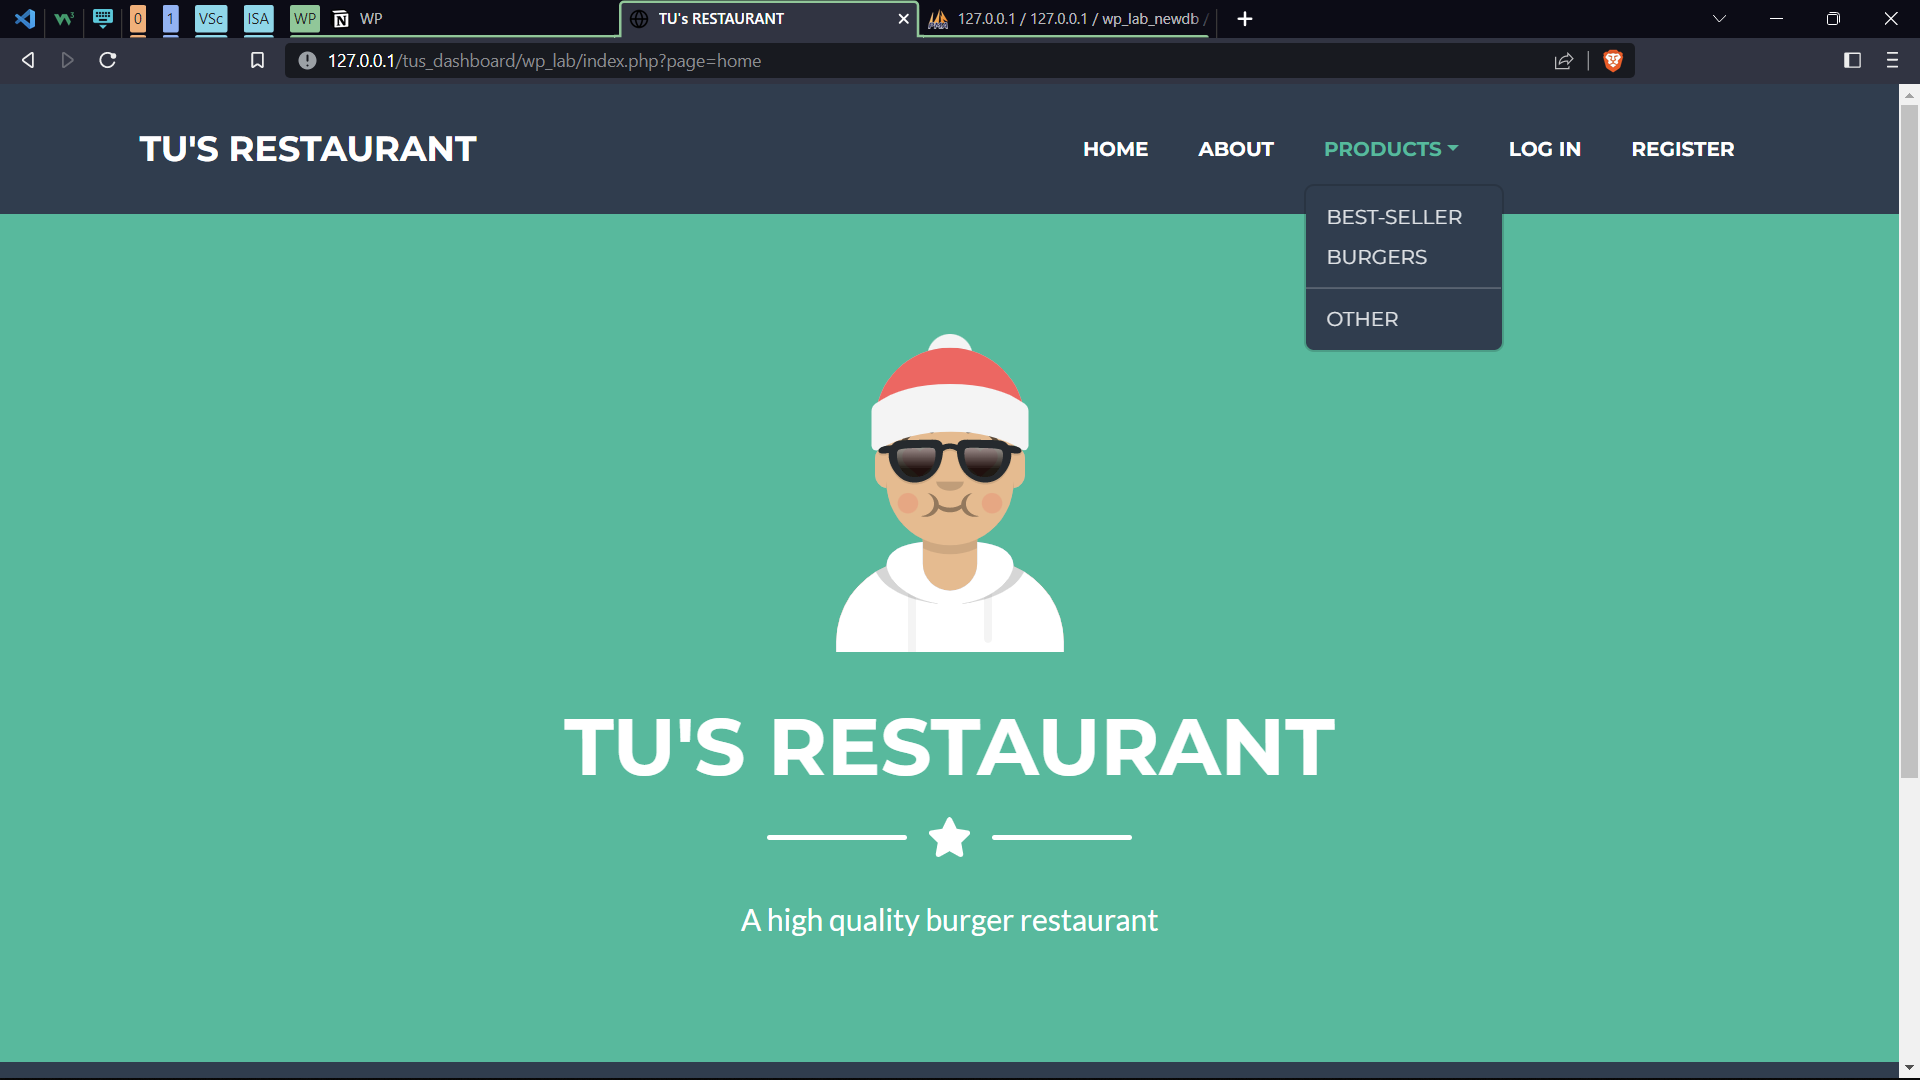 0 1 VSc ISA WP WP TU's RESTAURANT 127.0.0.1 / 127.0.0.1 / wp_lab_newdb /
127.0.0.1/tus_dashboard/wp_lab/index.php?page=home
TU'S RESTAURANT HOME ABOUT PRODUCTS LOG IN REGISTER
BEST-SELLER
BURGERS
OTHER
TU'S RESTAURANT
A high quality burger restaurant